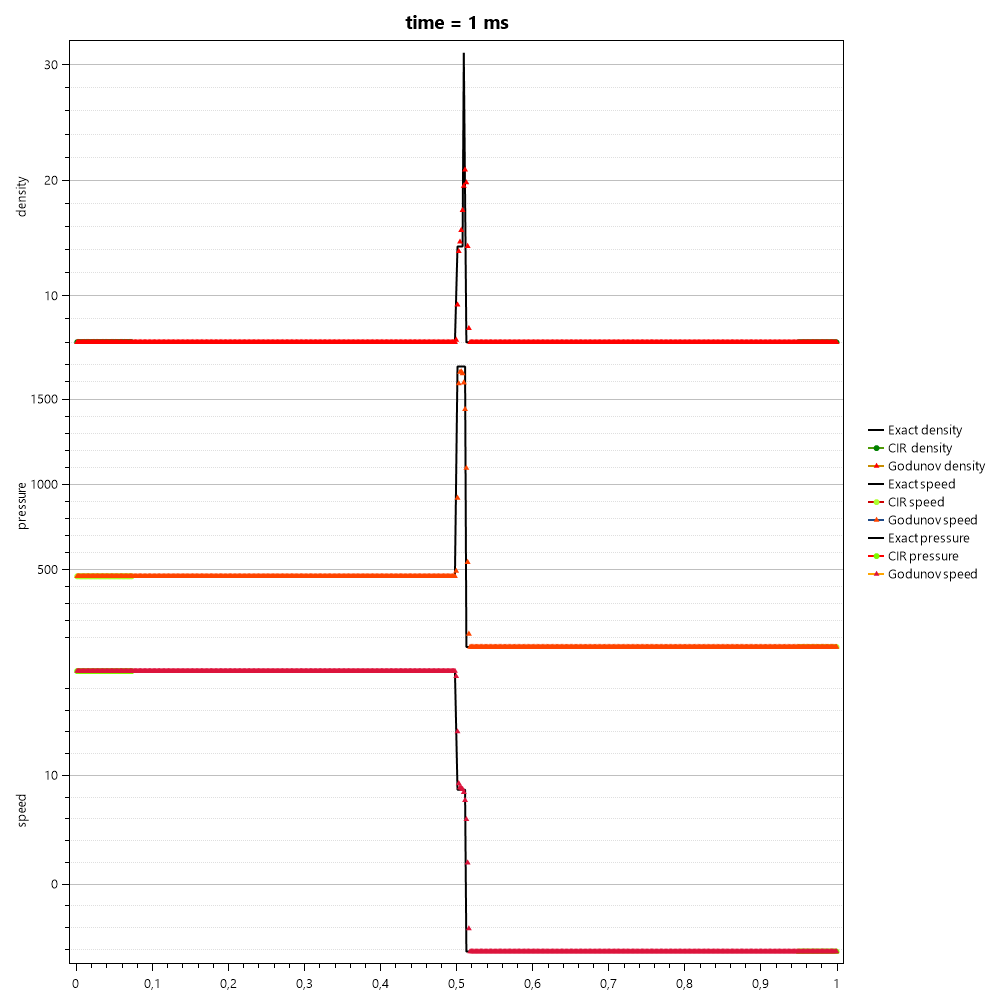 time = 1 ms
30
20
10
density
1500
1000
500
pressure
10
0
speed
0 0,1 0,2 0,3 0,4 0,5 0,6 0,7 0,8 0,9 1
Exact density
CIR density
Godunov density
Exact speed
CIR speed
Godunov speed
Exact pressure
CIR pressure
Godunov speed